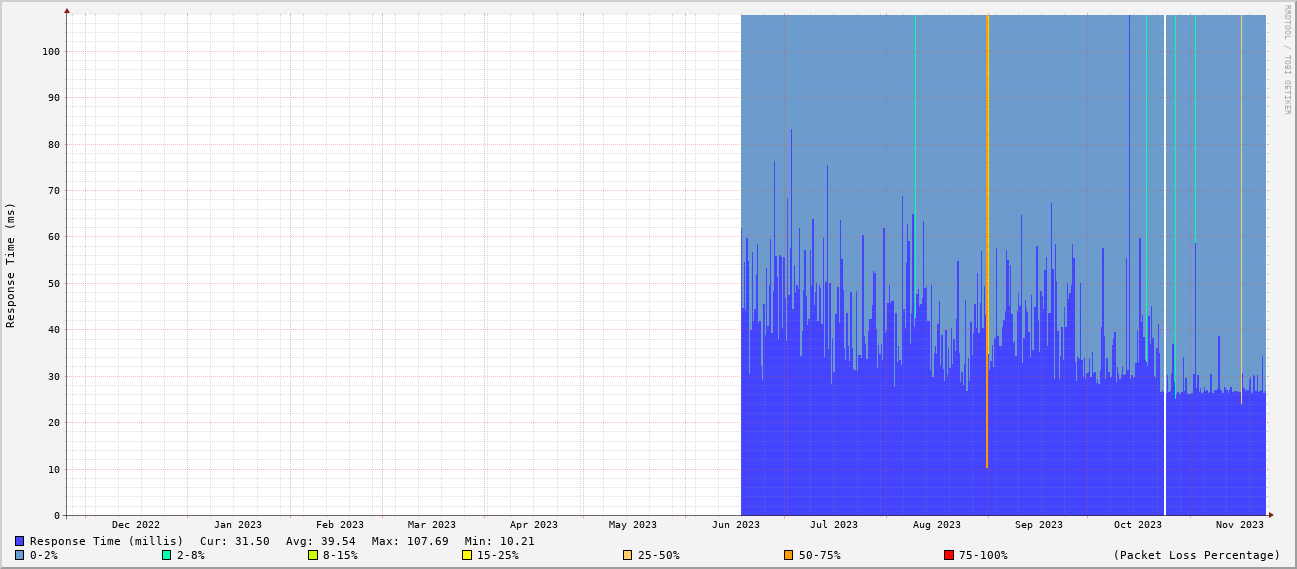 RRDTOOL / TOBI OETIKER
Response Time (ms)
100
90
80
70
60
50
40
30
20
10
0
Dec 2022 Jan 2023 Feb 2023 Mar 2023 Apr 2023 May 2023 Jun 2023 Jul 2023 Aug 2023 Sep 2023 Oct 2023 Nov 2023
Response Time (millis) Cur: 31.50 Avg: 39.54 Max: 107.69 Min: 10.21
0-2% 2-8% 8-15% 15-25% 25-50% 50-75% 75-100% (Packet Loss Percentage)